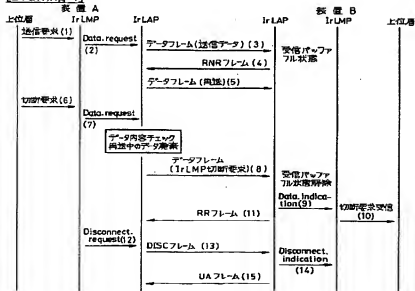 装置A 装置B
上位層 IrLMP IrLAP IrLAP IrLMP 上位層
送信要求(1)
Data.request
(2)
データフレーム(送信データ)(3)
受信バッファ
フル状態
RNRフレーム(4)
データフレーム(再送)(5)
切断要求(6)
Data.request
(7)
データ内容チェック
再送中のデータ廃棄
データフレーム
(IrLMP切断要求)(8)
受信バッファ
フル状態解除
Data.indica-
tion(9)
切断要求受信
(10)
RRフレーム(11)
Disconnect.
request(12)
DISCフレーム(13)
Disconnect.
indication
(14)
UAフレーム(15)